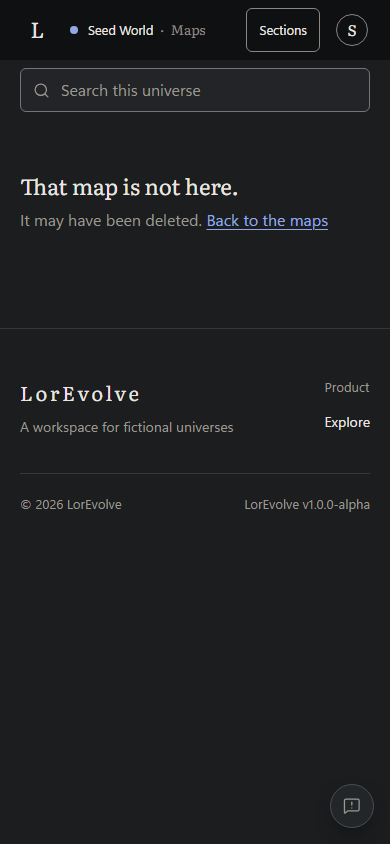 L
Seed World · Maps
Sections
S
Search this universe
That map is not here.
It may have been deleted. Back to the maps
LorEvolve
A workspace for fictional universes
Product
Explore
© 2026 LorEvolve
LorEvolve v1.0.0-alpha